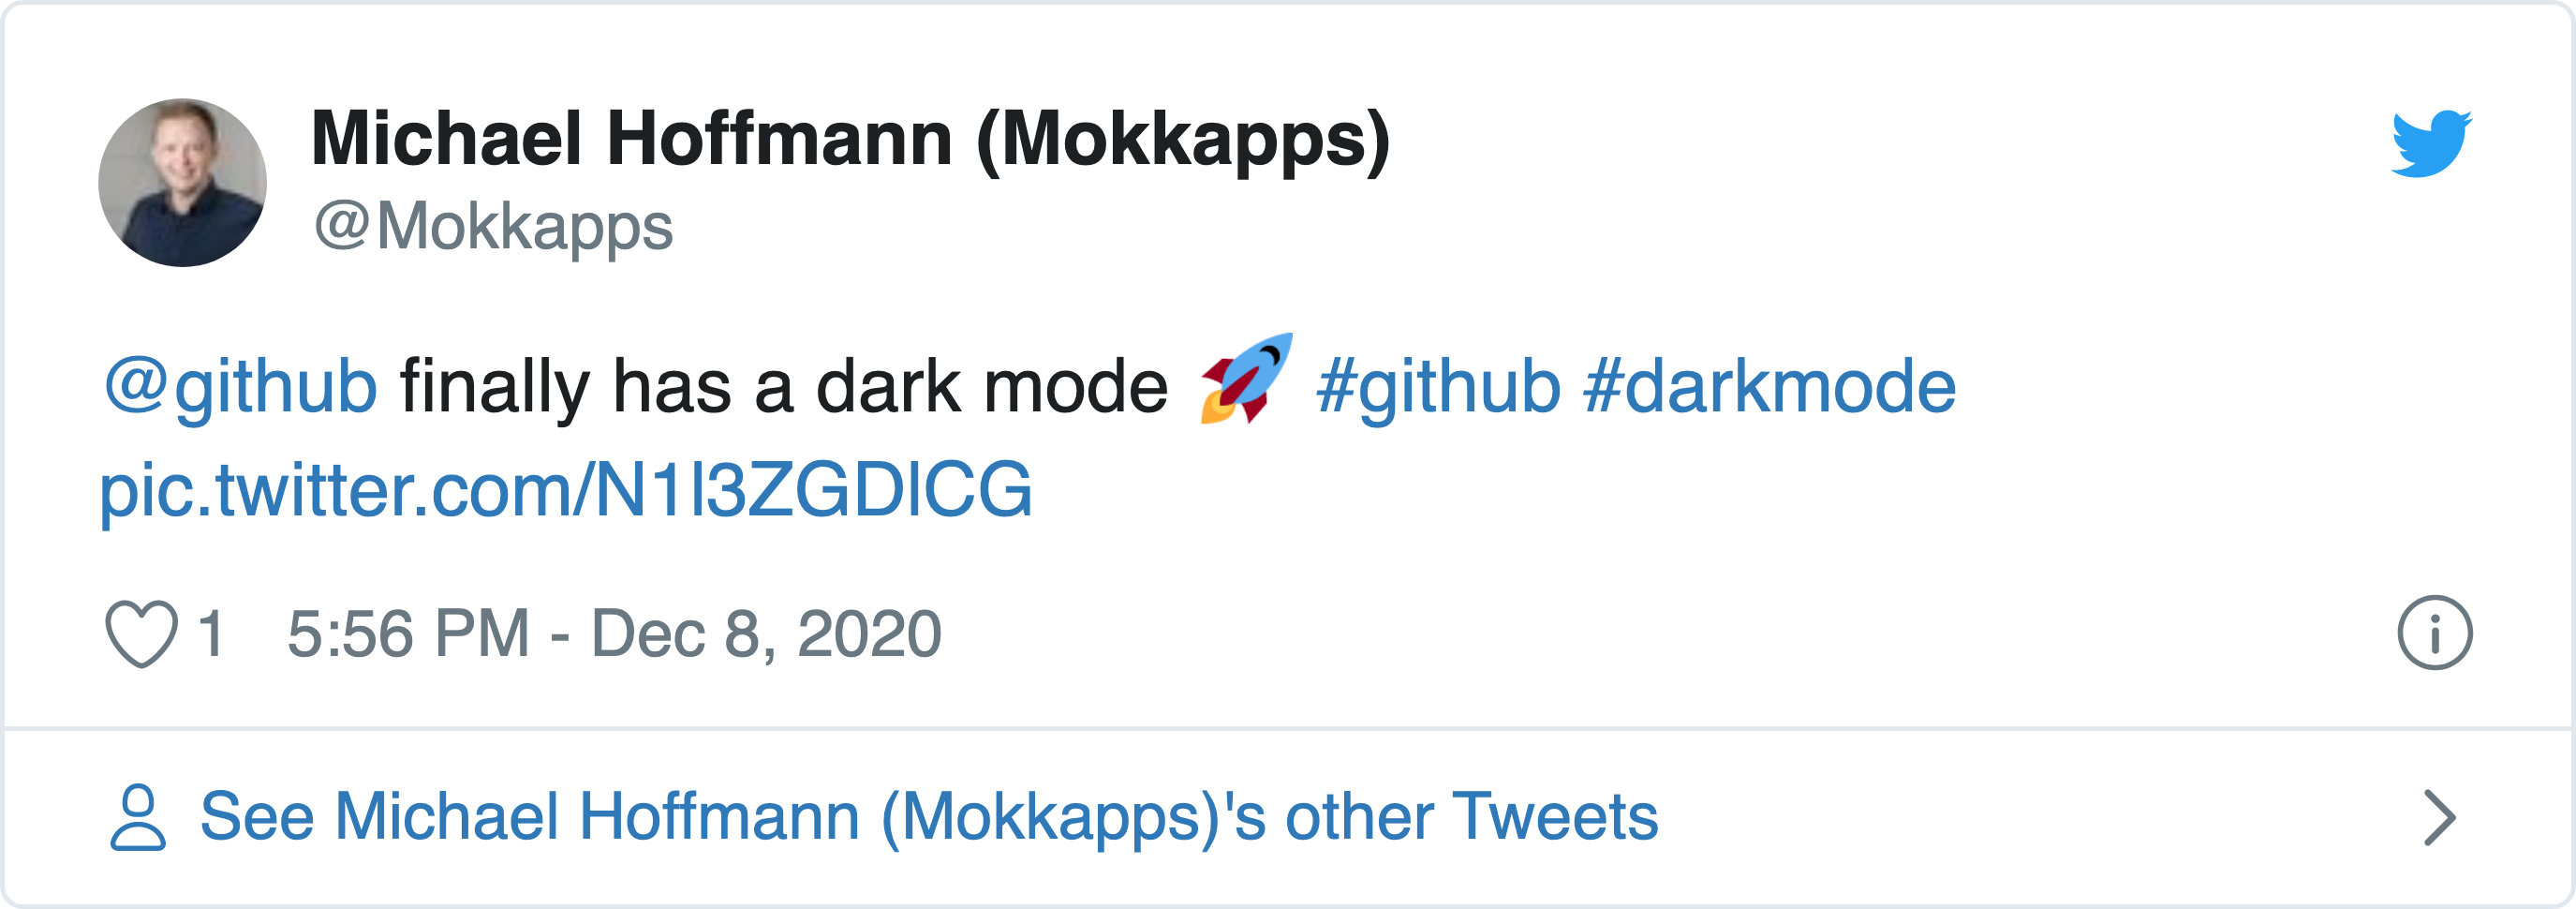 Michael Hoffmann (Mokkapps)
@Mokkapps
@github finally has a dark mode 🚀 #github #darkmode
pic.twitter.com/N1I3ZGDICG
1 5:56 PM - Dec 8, 2020
See Michael Hoffmann (Mokkapps)'s other Tweets